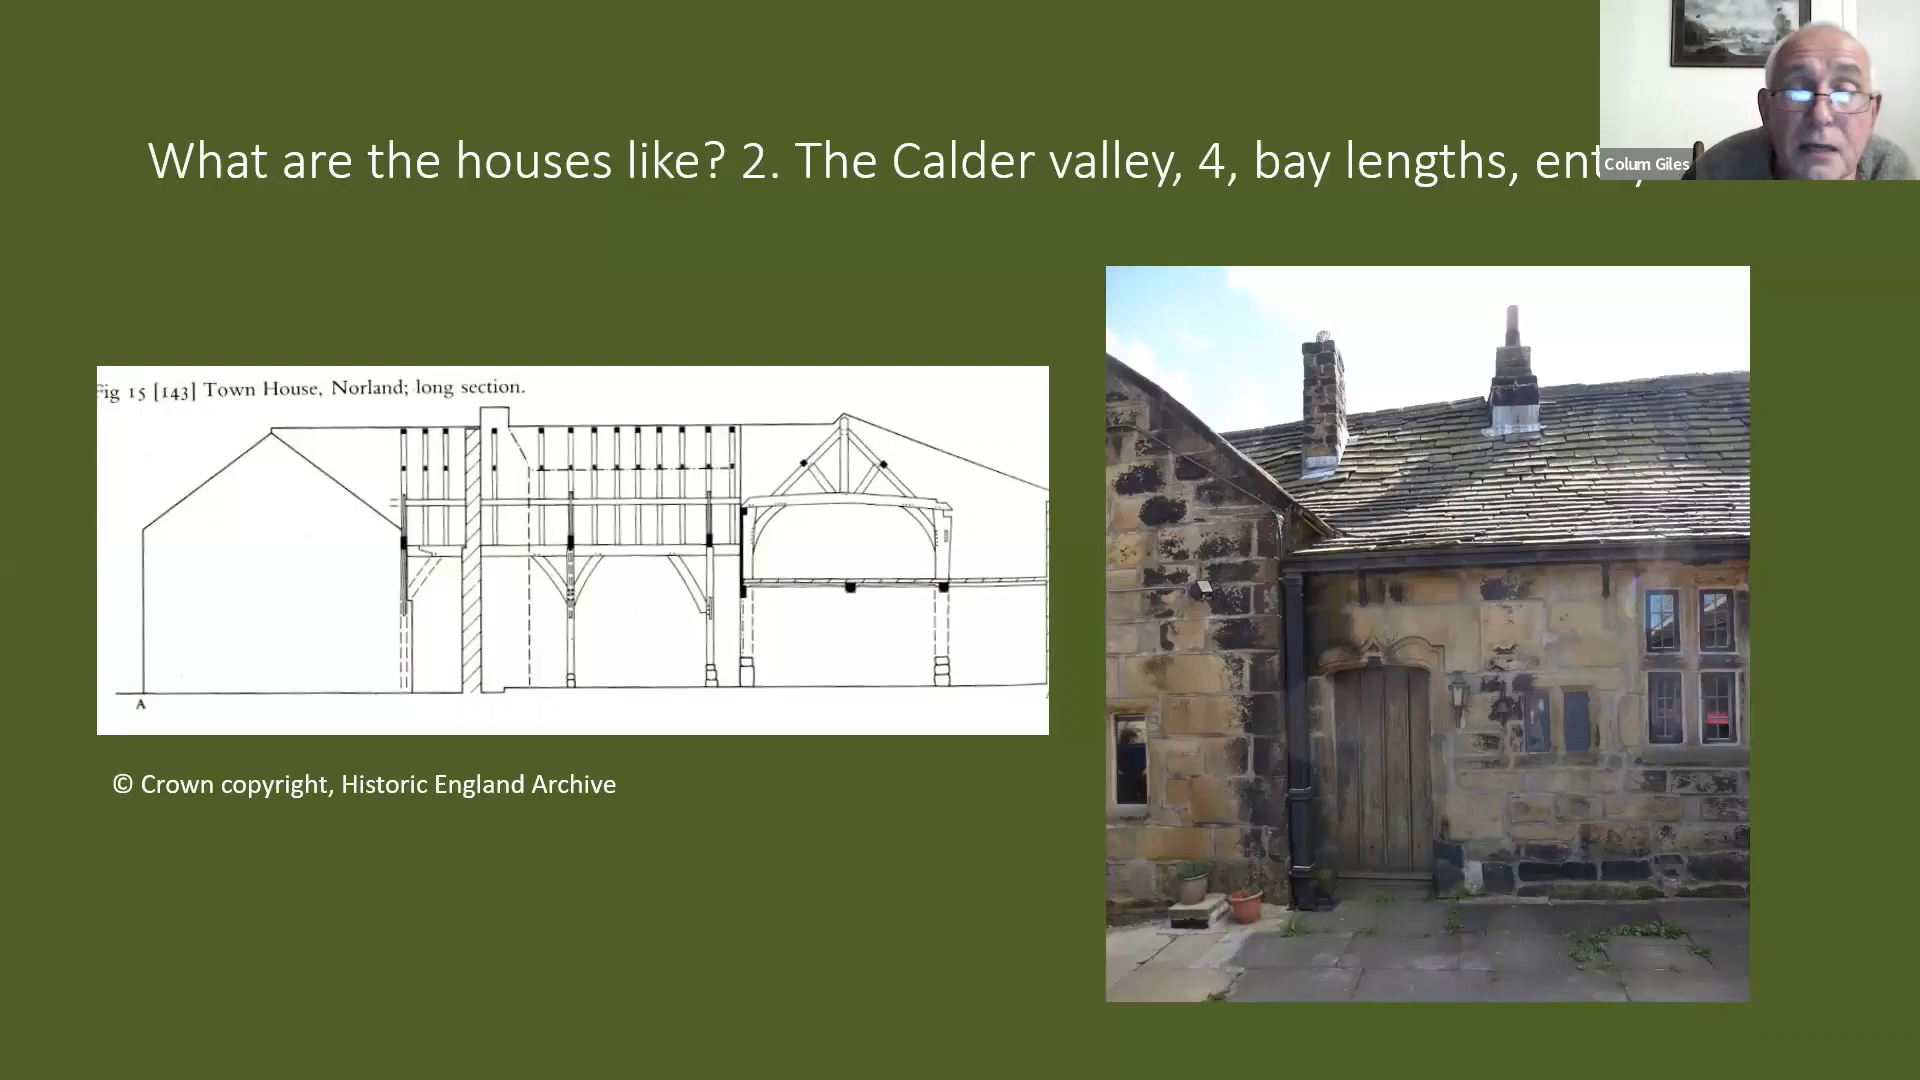 What are the houses like? 2. The Calder valley, 4, bay lengths,
Colum Giles
Fig 15 [143] Town House, Norland; long section.
A
© Crown copyright, Historic England Archive